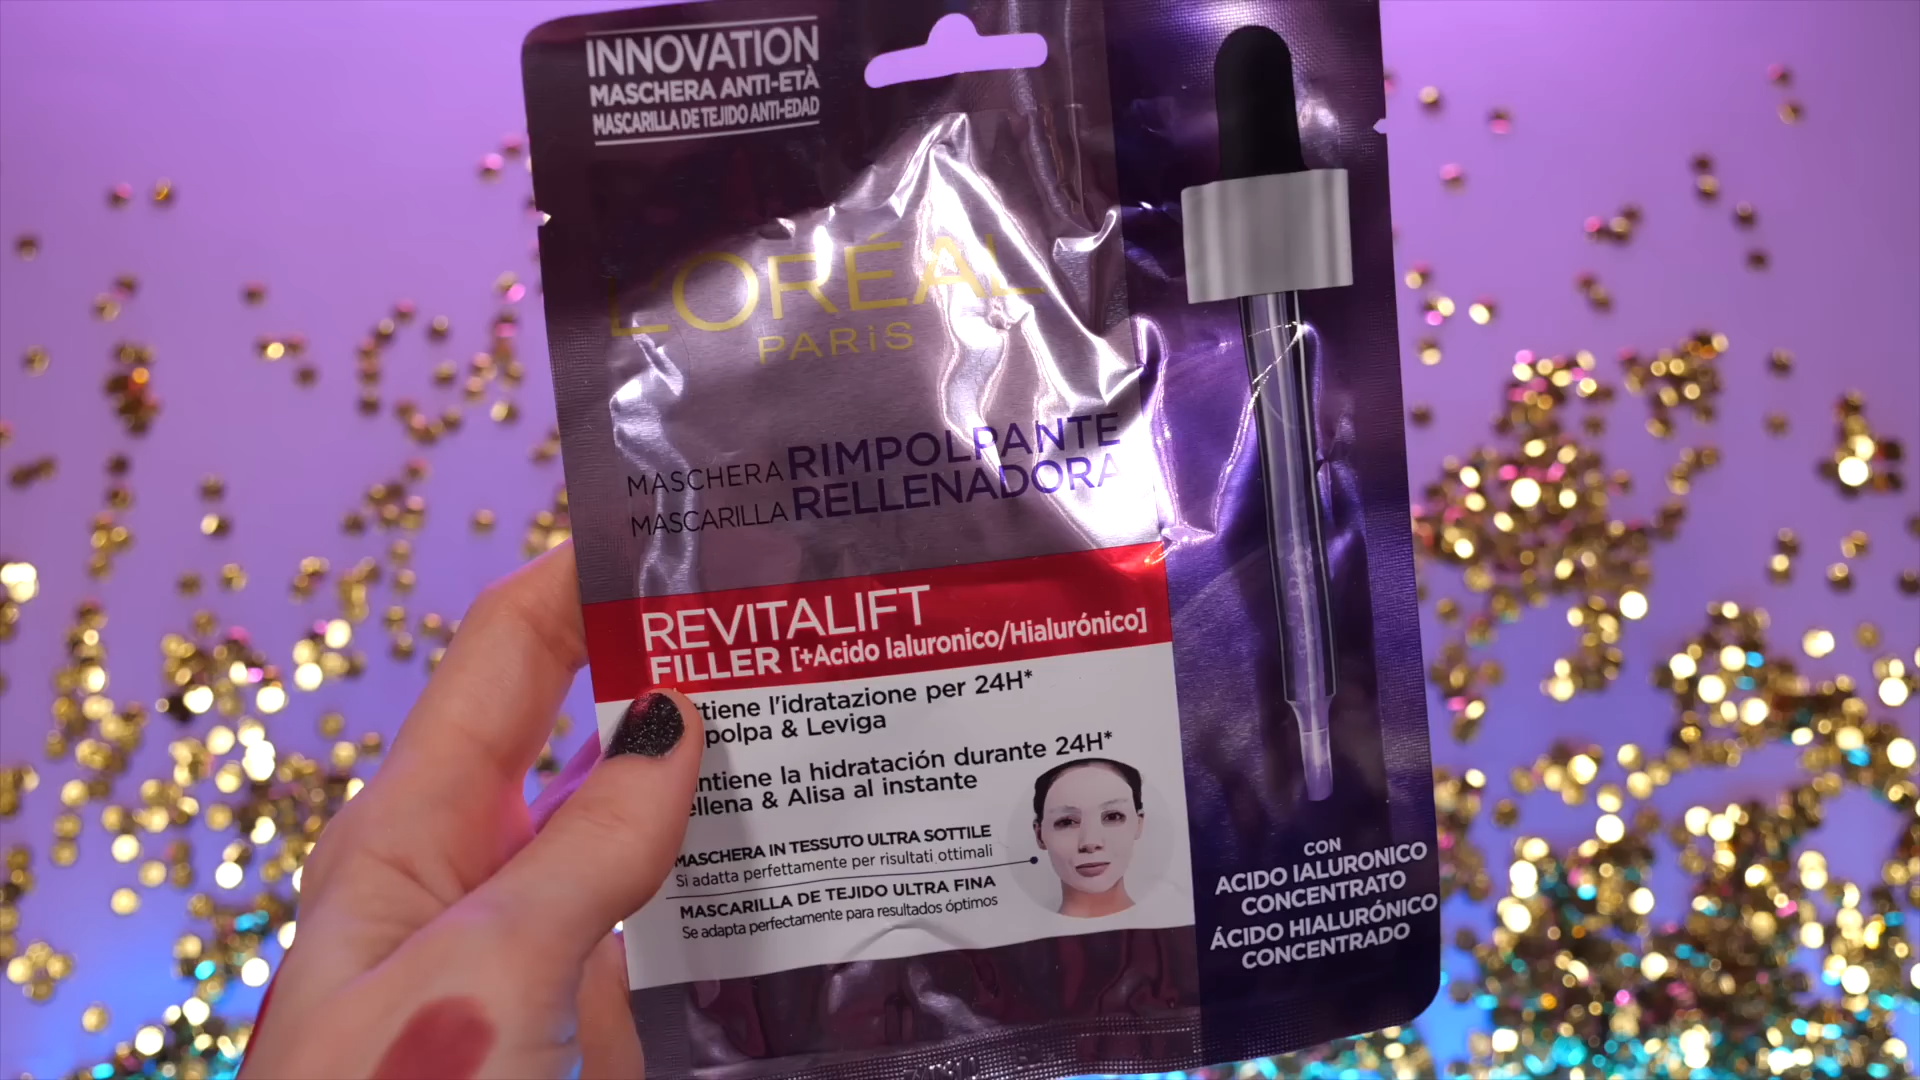 INNOVATION
MASCHERA ANTI-ETÀ
MASCARILLA DE TEJIDO ANTI-EDAD
L'ORÉAL
PARIS
MASCHERA RIMPOLPANTE
MASCARILLA RELLENADORA
REVITALIFT
FILLER [+Acido Ialuronico/Hialurónico]
tiene l'idratazione per 24H*
polpa & Leviga
ntiene la hidratación durante 24H*
ellena & Alisa al instante
MASCHERA IN TESSUTO ULTRA SOTTILE
Si adatta perfettamente per risultati ottimali
MASCARILLA DE TEJIDO ULTRA FINA
Se adapta perfectamente para resultados óptimos
CON
ACIDO IALURONICO
CONCENTRATO
ÁCIDO HIALURÓNICO
CONCENTRADO